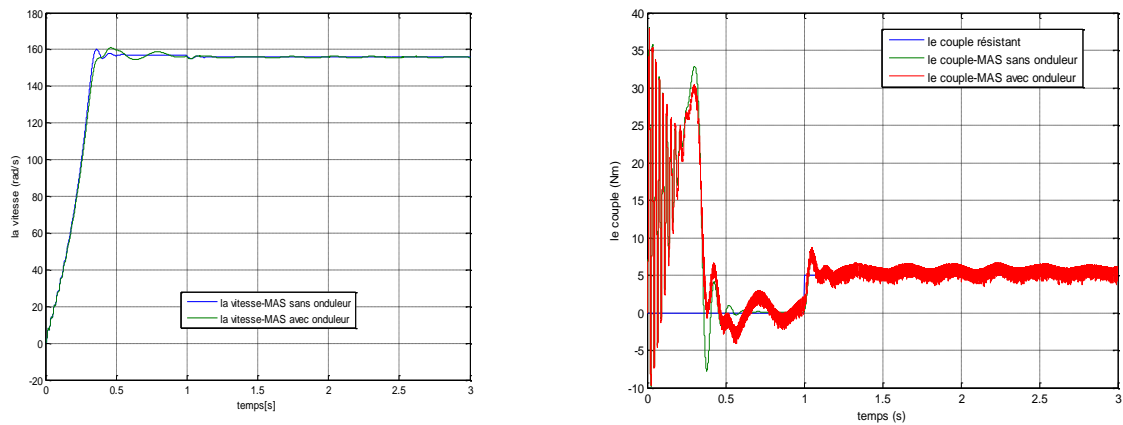 180
160
140
120
100
80
60
40
20
0
-20
la vitesse (rad/s)
la vitesse-MAS sans onduleur
la vitesse-MAS avec onduleur
0 0.5 1 1.5 2 2.5 3
temps[s]
40
35
30
25
20
15
10
5
0
-5
-10
le couple (Nm)
le couple résistant
le couple-MAS sans onduleur
le couple-MAS avec onduleur
0 0.5 1 1.5 2 2.5 3
temps (s)